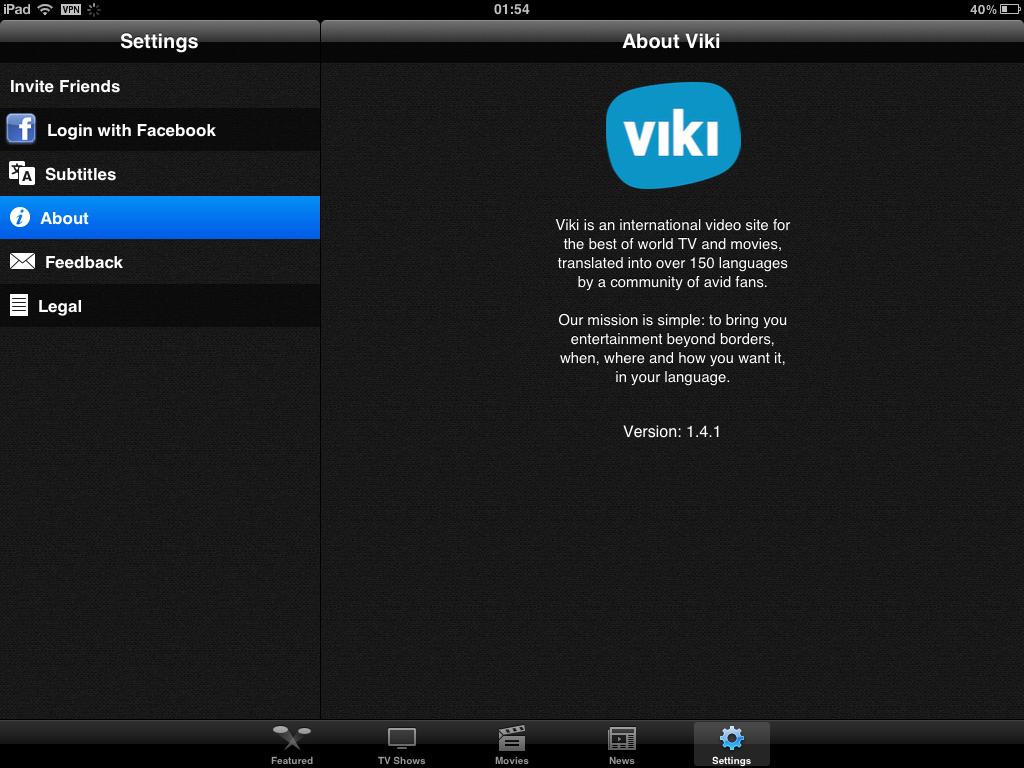 iPad VPN 01:54 40%
Settings
About Viki
Invite Friends
f Login with Facebook
A Subtitles
i About
Feedback
Legal
viki
Viki is an international video site for
the best of world TV and movies,
translated into over 150 languages
by a community of avid fans.
Our mission is simple: to bring you
entertainment beyond borders,
when, where and how you want it,
in your language.
Version: 1.4.1
Featured TV Shows Movies News Settings